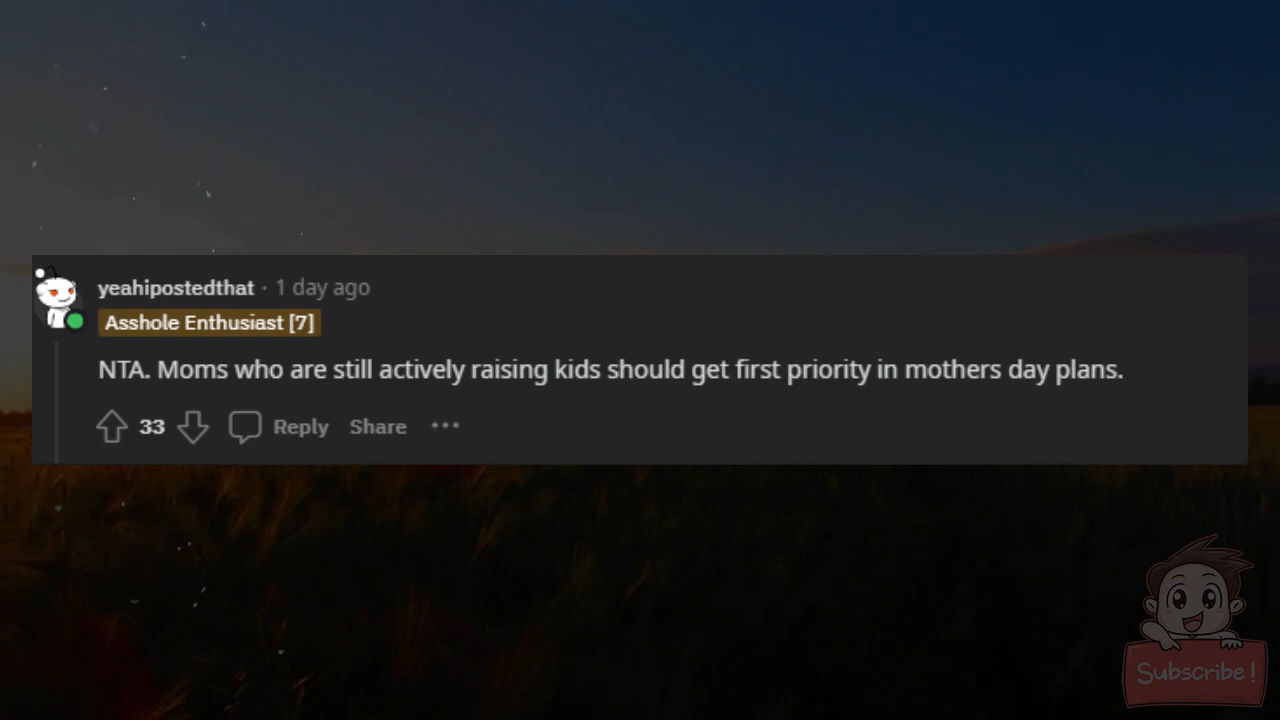 yeahipostedthat · 1 day ago
Asshole Enthusiast [7]
NTA. Moms who are still actively raising kids should get first priority in mothers day plans.
33 Reply Share ···
Subscribe!